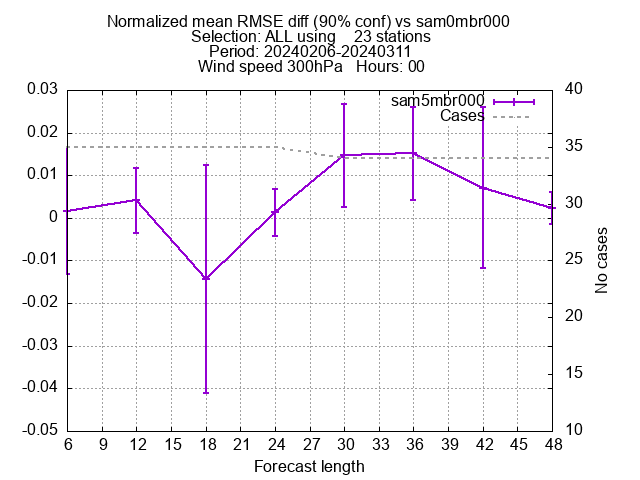 Normalized mean RMSE diff (90% conf) vs sam0mbr000
Selection: ALL using    23 stations
Period: 20240206-20240311
Wind speed 300hPa   Hours: 00
sam5mbr000
Cases
0.03
0.02
0.01
0
-0.01
-0.02
-0.03
-0.04
-0.05
40
35
30
25
20
15
10
No cases
6 9 12 15 18 21 24 27 30 33 36 39 42 45 48
Forecast length